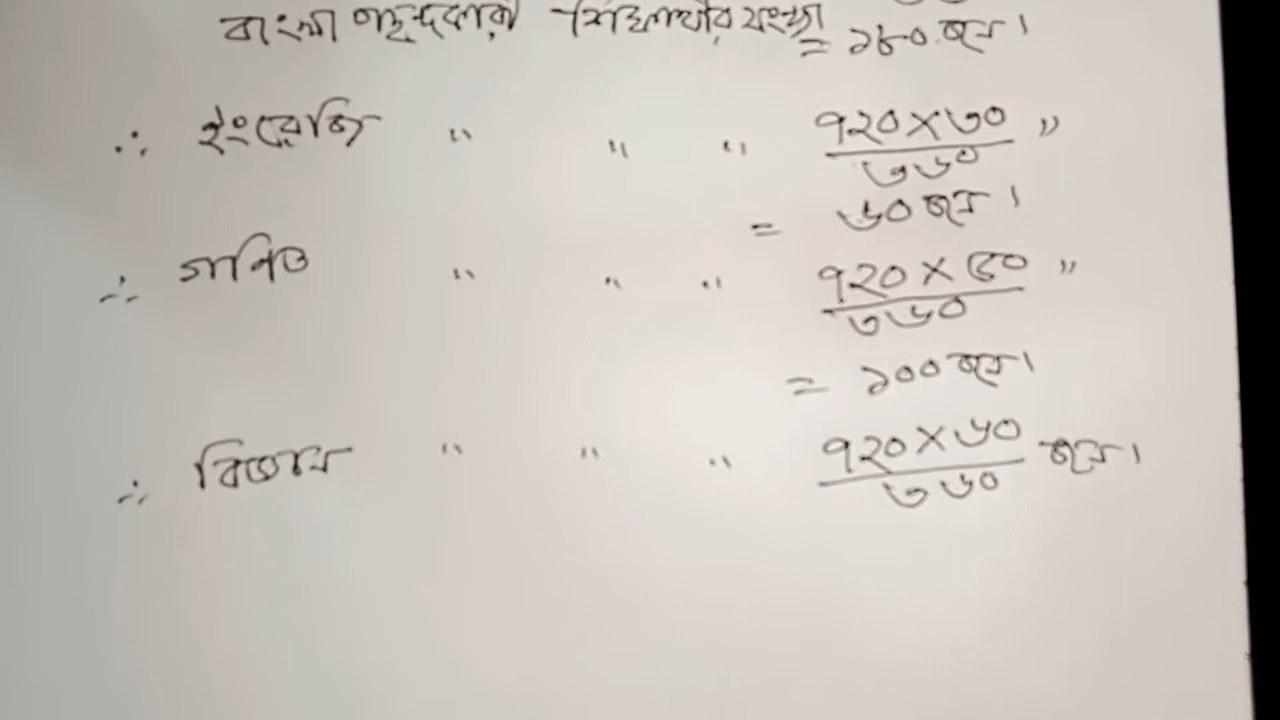 বাংলা পছন্দকারী শিক্ষার্থীর সংখ্যা
= ১৮০ জন।
∴ ইংরেজি " " " ৭২০×৩০ "
৩৬০
= ৬০ জন।
∴ গণিত " " " ৭২০×৫০ "
৩৬০
= ১০০ জন।
∴ বিজ্ঞান " " " ৭২০×৬০ জন।
৩৬০